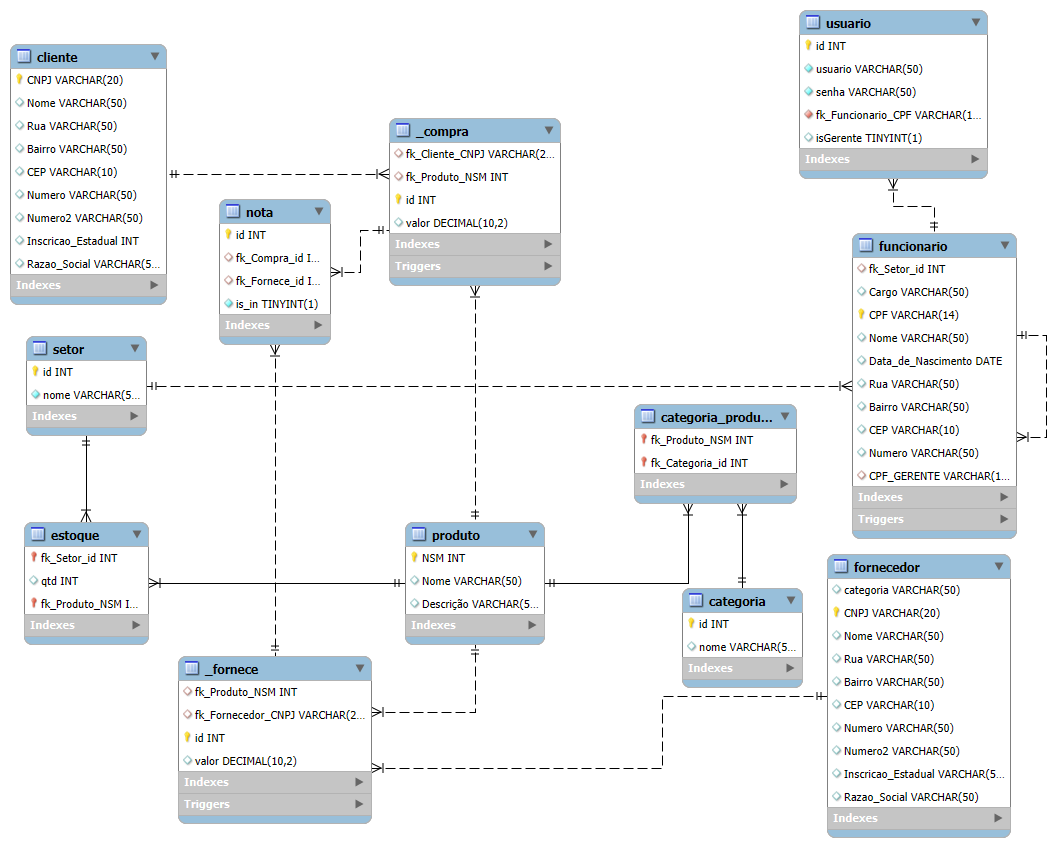 cliente
CNPJ VARCHAR(20)
Nome VARCHAR(50)
Rua VARCHAR(50)
Bairro VARCHAR(50)
CEP VARCHAR(10)
Numero VARCHAR(50)
Numero2 VARCHAR(50)
Inscricao_Estadual INT
Razao_Social VARCHAR(5...
Indexes
_compra
fk_Cliente_CNPJ VARCHAR(2...
fk_Produto_NSM INT
id INT
valor DECIMAL(10,2)
Indexes
Triggers
usuario
id INT
usuario VARCHAR(50)
senha VARCHAR(50)
fk_Funcionario_CPF VARCHAR(1...
isGerente TINYINT(1)
Indexes
nota
id INT
fk_Compra_id I...
fk_Fornece_id I...
is_in TINYINT(1)
Indexes
funcionario
fk_Setor_id INT
Cargo VARCHAR(50)
CPF VARCHAR(14)
Nome VARCHAR(50)
Data_de_Nascimento DATE
Rua VARCHAR(50)
Bairro VARCHAR(50)
CEP VARCHAR(10)
Numero VARCHAR(50)
CPF_GERENTE VARCHAR(1...
Indexes
Triggers
setor
id INT
nome VARCHAR(5...
Indexes
categoria_produ...
fk_Produto_NSM INT
fk_Categoria_id INT
Indexes
estoque
fk_Setor_id INT
qtd INT
fk_Produto_NSM I...
Indexes
produto
NSM INT
Nome VARCHAR(50)
Descrição VARCHAR(5...
Indexes
categoria
id INT
nome VARCHAR(5...
Indexes
fornecedor
categoria VARCHAR(50)
CNPJ VARCHAR(20)
Nome VARCHAR(50)
Rua VARCHAR(50)
Bairro VARCHAR(50)
CEP VARCHAR(10)
Numero VARCHAR(50)
Numero2 VARCHAR(50)
Inscricao_Estadual VARCHAR(5...
Razao_Social VARCHAR(50)
Indexes
_fornece
fk_Produto_NSM INT
fk_Fornecedor_CNPJ VARCHAR(2...
id INT
valor DECIMAL(10,2)
Indexes
Triggers